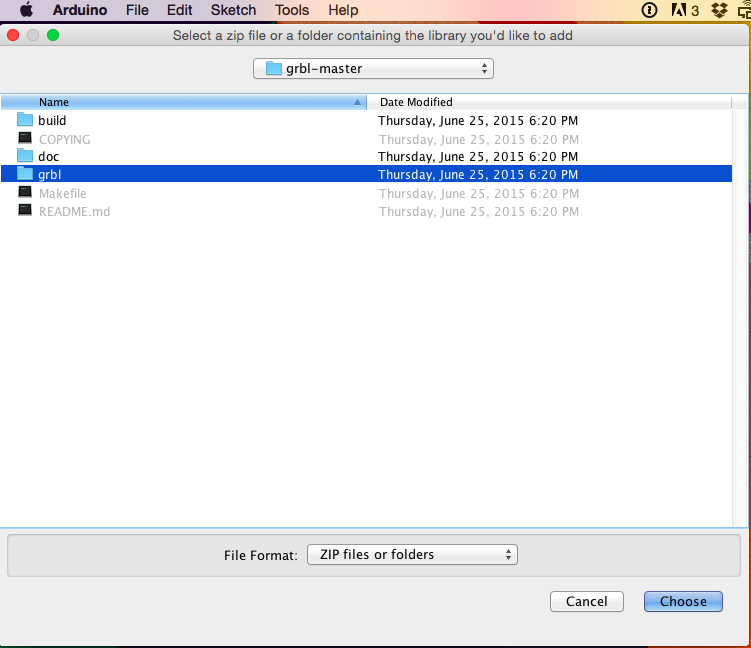 Arduino File Edit Sketch Tools Help 3
Select a zip file or a folder containing the library you'd like to add
grbl-master
Name Date Modified
build Thursday, June 25, 2015 6:20 PM
COPYING Thursday, June 25, 2015 6:20 PM
doc Thursday, June 25, 2015 6:20 PM
grbl Thursday, June 25, 2015 6:20 PM
Makefile Thursday, June 25, 2015 6:20 PM
README.md Thursday, June 25, 2015 6:20 PM
File Format: ZIP files or folders
Cancel Choose